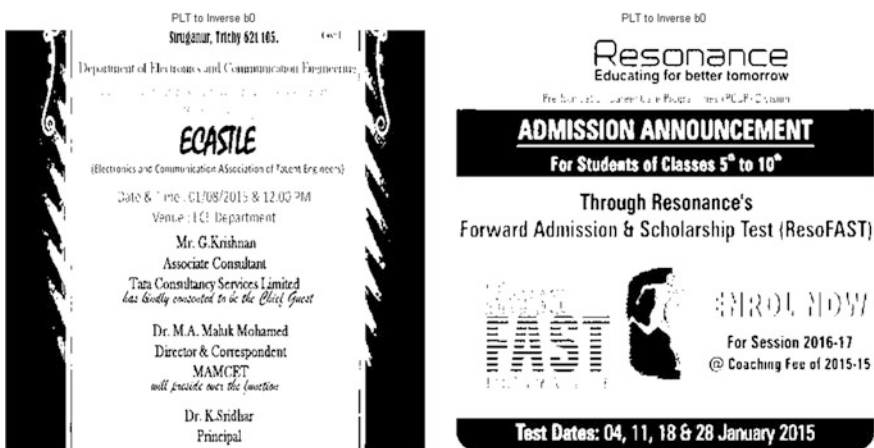 PLT to Inverse b0
Siruganur, Trichy 621 105.
Department of Electronics and Communication Engineering
ECASTLE
(Electronics and Communication ASsociation of Talent Engineers)
Date & Time : 01/08/2015 & 12.00 PM
Venue : ECE Department
Mr. G.Krishnan
Associate Consultant
Tata Consultancy Services Limited
has kindly consented to be the Chief Guest
Dr. M.A. Maluk Mohamed
Director & Correspondent
MAMCET
will preside over the function
Dr. K.Sridhar
Principal
PLT to Inverse b0
Resonance
Educating for better tomorrow
ADMISSION ANNOUNCEMENT
For Students of Classes 5th to 10th
Through Resonance's
Forward Admission & Scholarship Test (ResoFAST)
FAST
ENROL NOW
For Session 2016-17
@ Coaching Fee of 2015-15
Test Dates: 04, 11, 18 & 28 January 2015